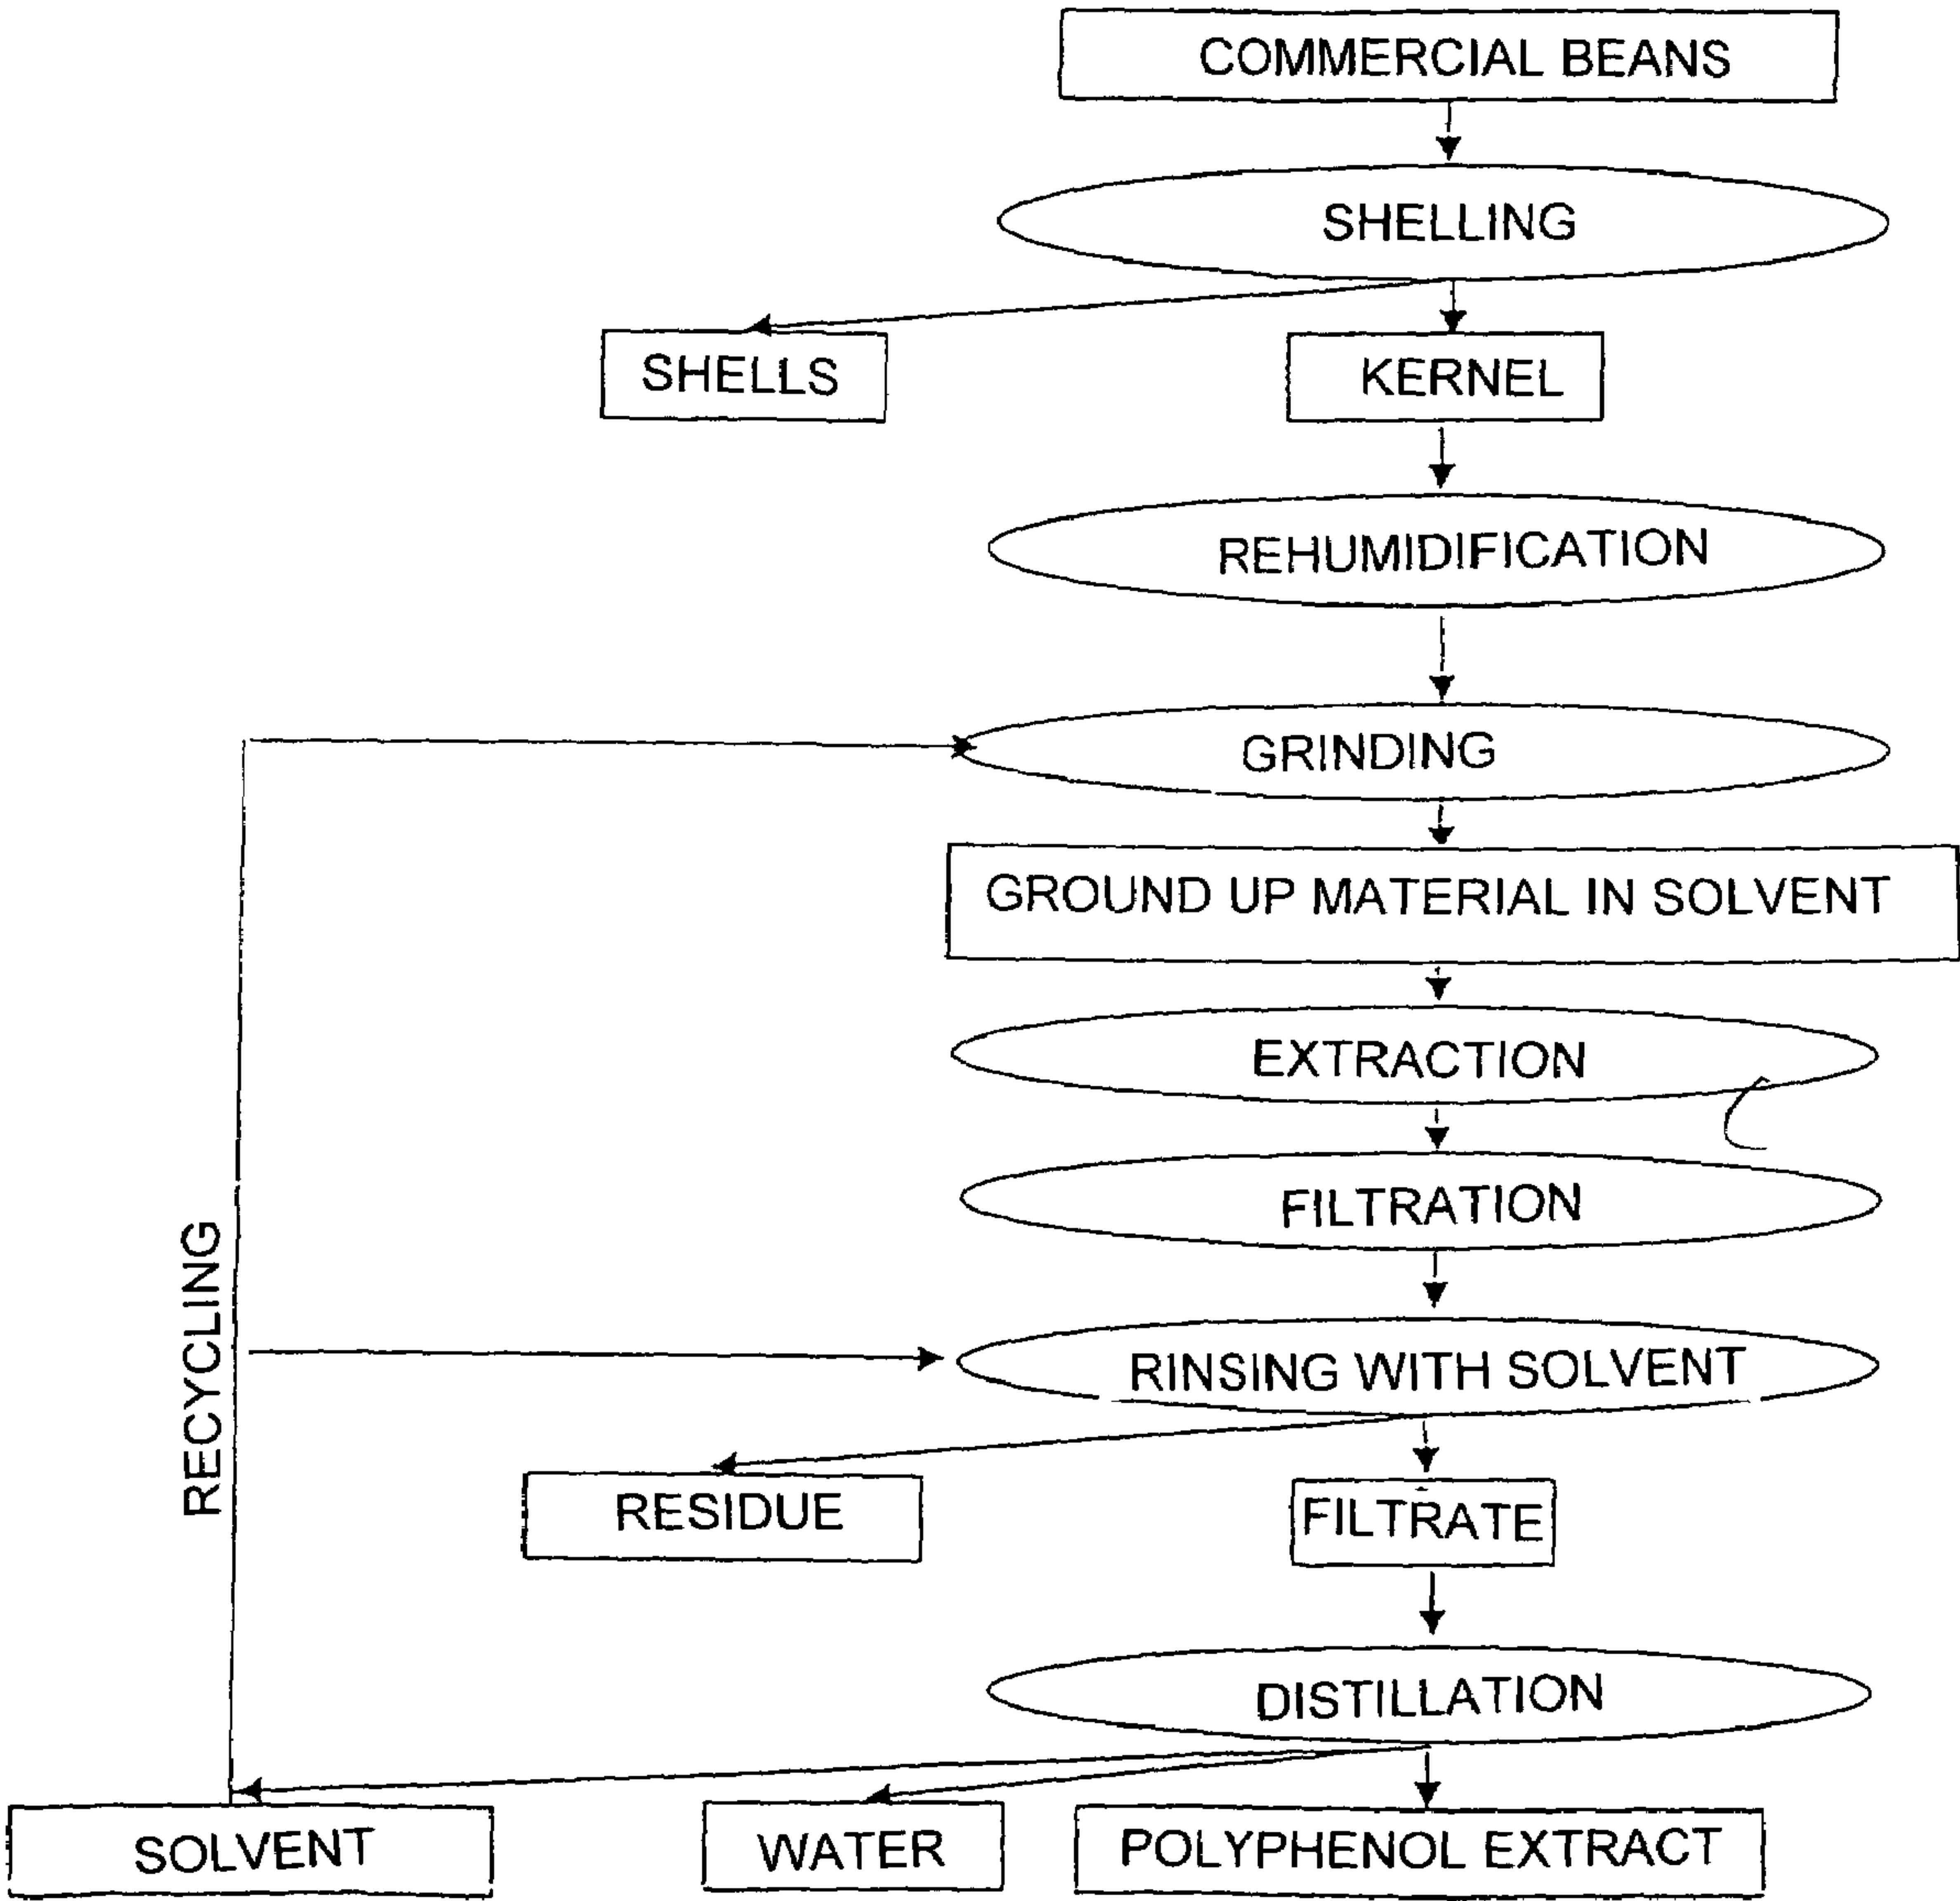 COMMERCIAL BEANS
SHELLING
SHELLS
KERNEL
REHUMIDIFICATION
GRINDING
GROUND UP MATERIAL IN SOLVENT
EXTRACTION
FILTRATION
RECYCLING
RINSING WITH SOLVENT
RESIDUE
FILTRATE
DISTILLATION
SOLVENT
WATER
POLYPHENOL EXTRACT